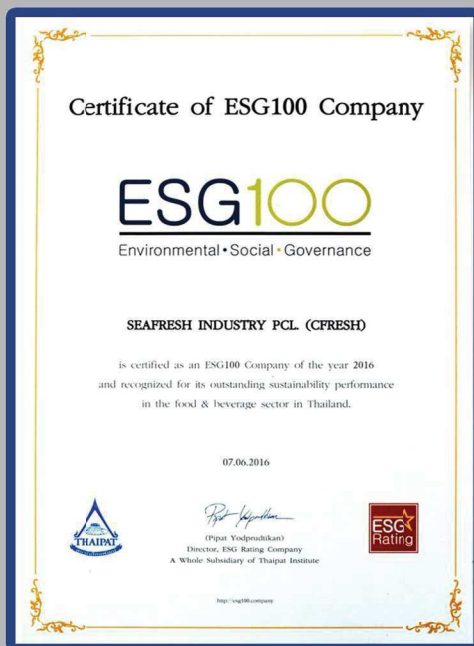 Certificate of ESG100 Company
ESG100
Environmental • Social • Governance
SEAFRESH INDUSTRY PCL. (CFRESH)
is certified as an ESG100 Company of the year 2016
and recognized for its outstanding sustainability performance
in the food & beverage sector in Thailand.
07.06.2016
(Pipat Yodprudtikan)
Director, ESG Rating Company
A Whole Subsidiary of Thaipat Institute
THAIPAT
ESG
Rating
http://esg100.company